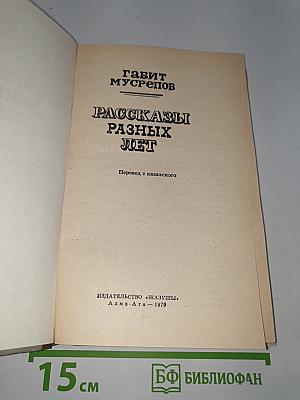 ГАБИТ
МУСРЕПОВ
РАССКАЗЫ
РАЗНЫХ
ЛЕТ
Перевод с казахского
ИЗДАТЕЛЬСТВО «ЖАЗУШЫ»
Алма-Ата — 1979
15 см
БФ БИБЛИОФАН